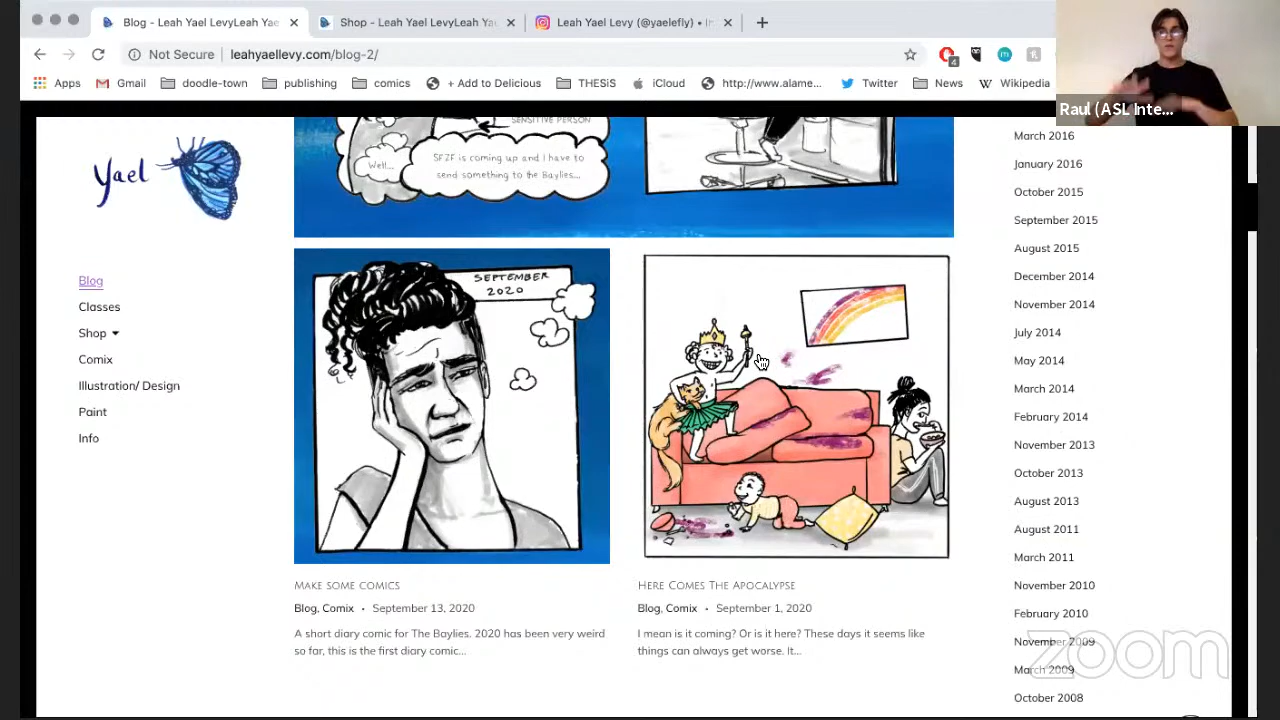 Blog - Leah Yael LevyLeah Yae
Shop - Leah Yael LevyLeah Ya
Leah Yael Levy (@yaelefly) • I
Not Secure
leahyaellevy.com/blog-2/
4
m
Apps
Gmail
doodle-town
publishing
comics
+ Add to Delicious
THESiS
iCloud
http://www.alame...
Twitter
News
Wikipedia
Raul (ASL Inte...
Yael
Blog
Classes
Shop
Comix
Illustration/ Design
Paint
Info
SENSITIVE PERSON
Well...
SFZF is coming up and I have to
send something to the Baylies...
SEPTEMBER
2020
Make some comics
Blog, Comix • September 13, 2020
A short diary comic for The Baylies. 2020 has been very weird
so far, this is the first diary comic...
Here Comes The Apocalypse
Blog, Comix • September 1, 2020
I mean is it coming? Or is it here? These days it seems like
things can always get worse. It...
March 2016
January 2016
October 2015
September 2015
August 2015
December 2014
November 2014
July 2014
May 2014
March 2014
February 2014
November 2013
October 2013
August 2013
August 2011
March 2011
November 2010
February 2010
November 2009
March 2009
October 2008
zoom